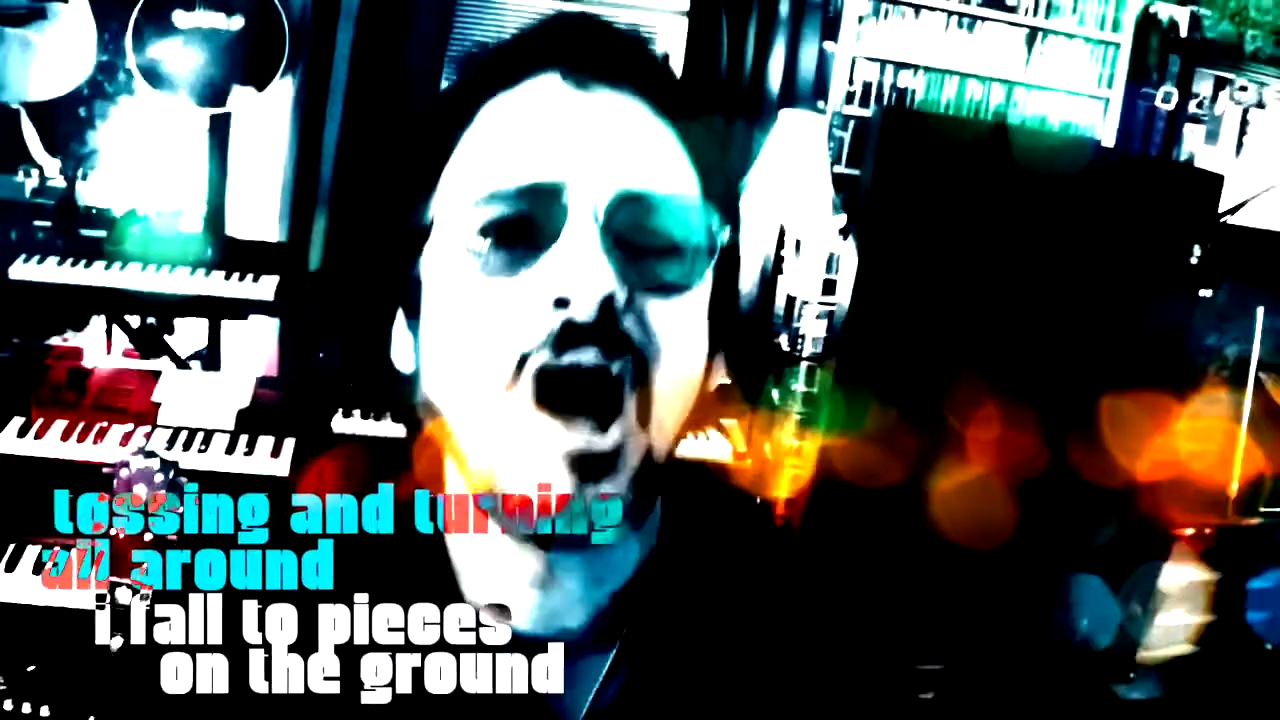 tossing and turning
all around
i fall to pieces
on the ground